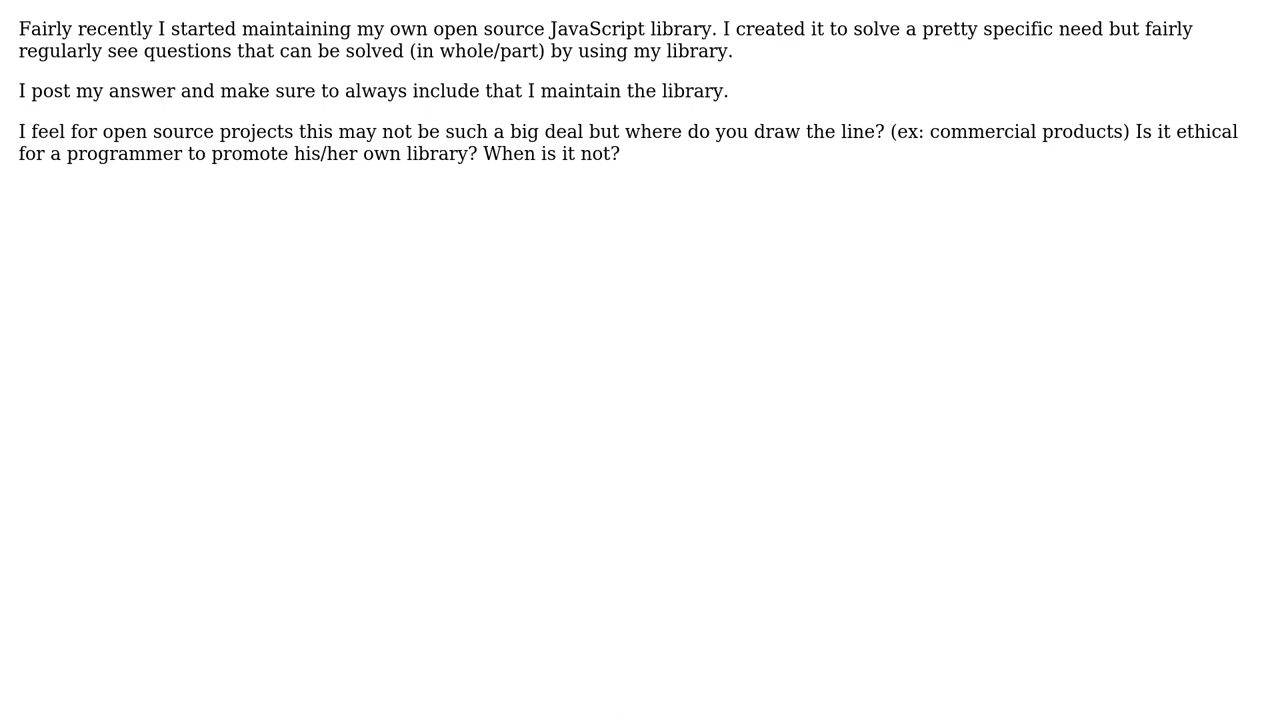 Fairly recently I started maintaining my own open source JavaScript library. I created it to solve a pretty specific need but fairly
regularly see questions that can be solved (in whole/part) by using my library.
I post my answer and make sure to always include that I maintain the library.
I feel for open source projects this may not be such a big deal but where do you draw the line? (ex: commercial products) Is it ethical
for a programmer to promote his/her own library? When is it not?